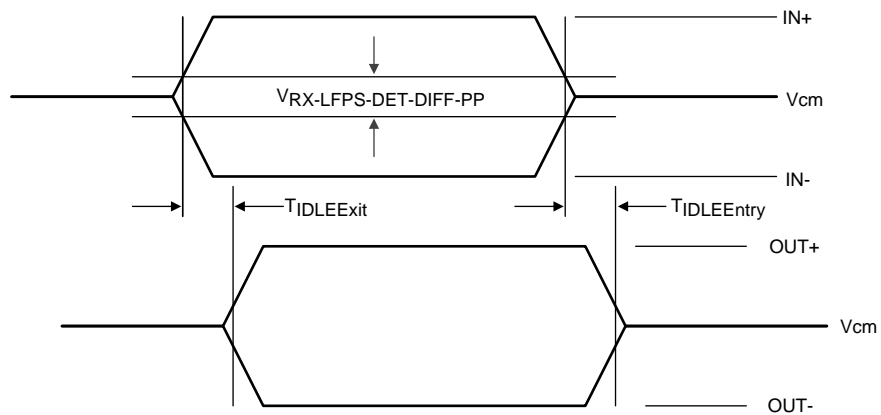 IN+
VRX-LFPS-DET-DIFF-PP
Vcm
IN-
TIDLEExit
TIDLEEntry
OUT+
Vcm
OUT-